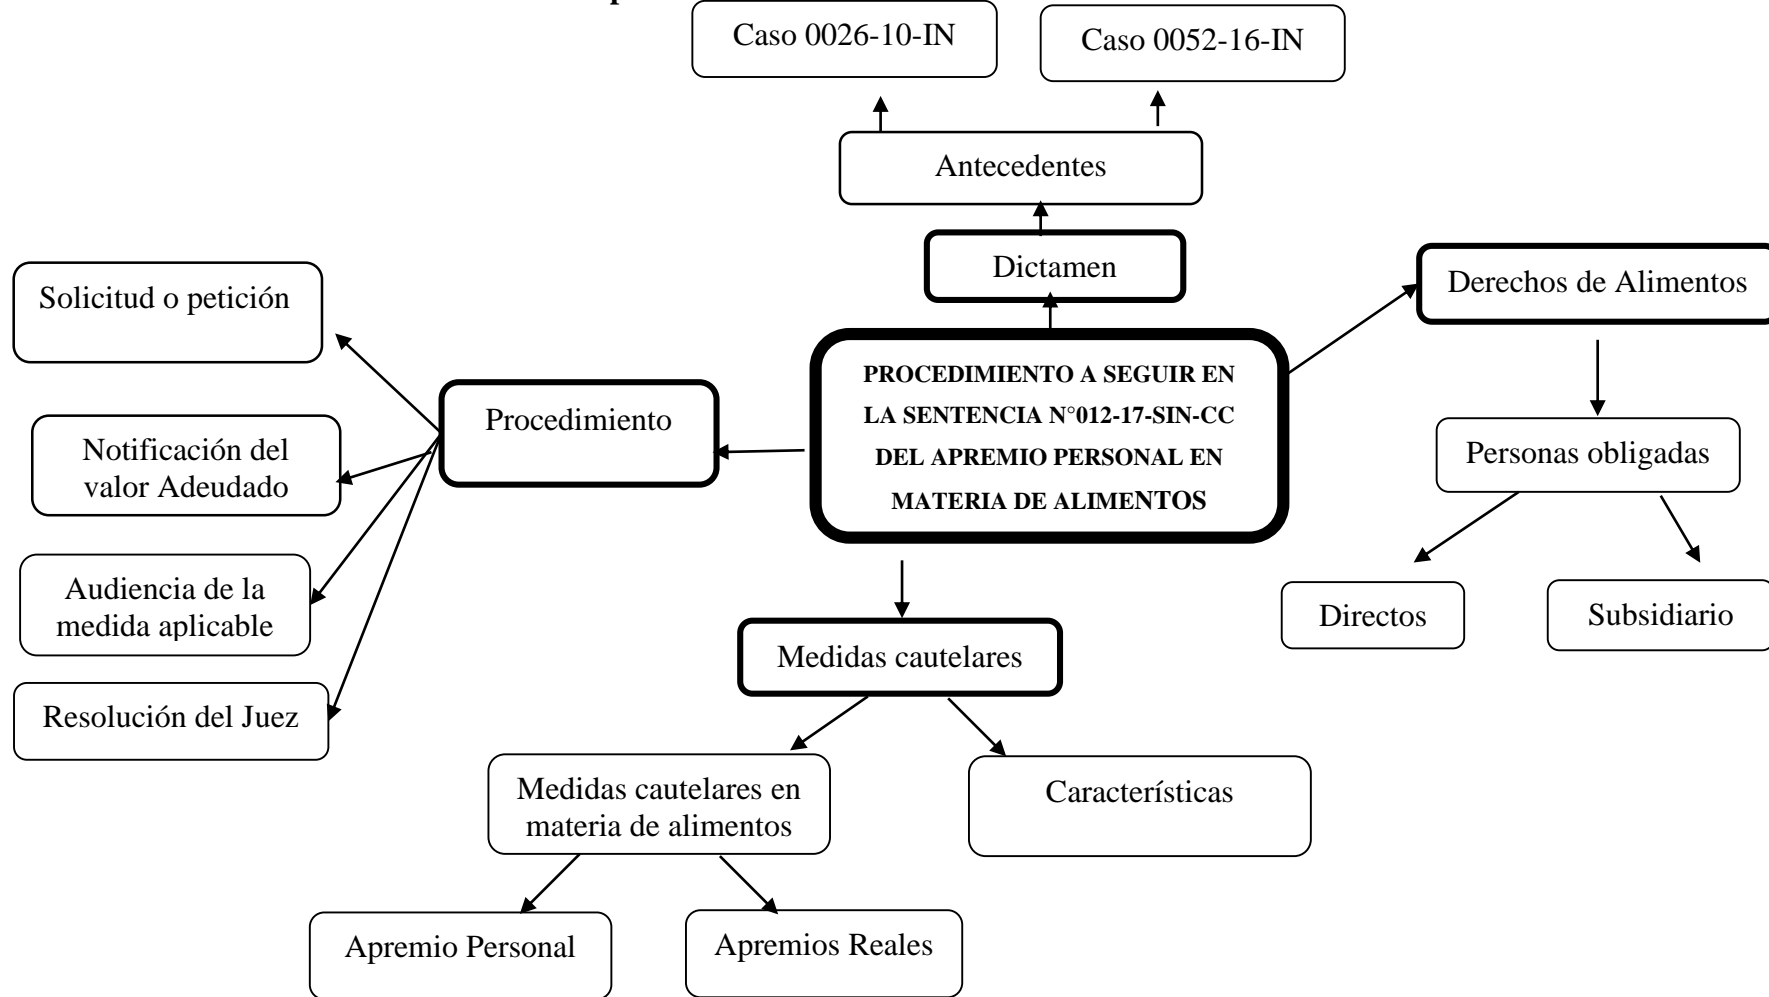 Caso 0026-10-IN
Caso 0052-16-IN
Antecedentes
Dictamen
Derechos de Alimentos
Solicitud o petición
PROCEDIMIENTO A SEGUIR EN
LA SENTENCIA N°012-17-SIN-CC
DEL APREMIO PERSONAL EN
MATERIA DE ALIMENTOS
Procedimiento
Notificación del
valor Adeudado
Personas obligadas
Audiencia de la
medida aplicable
Directos
Subsidiario
Medidas cautelares
Resolución del Juez
Medidas cautelares en
materia de alimentos
Características
Apremio Personal
Apremios Reales